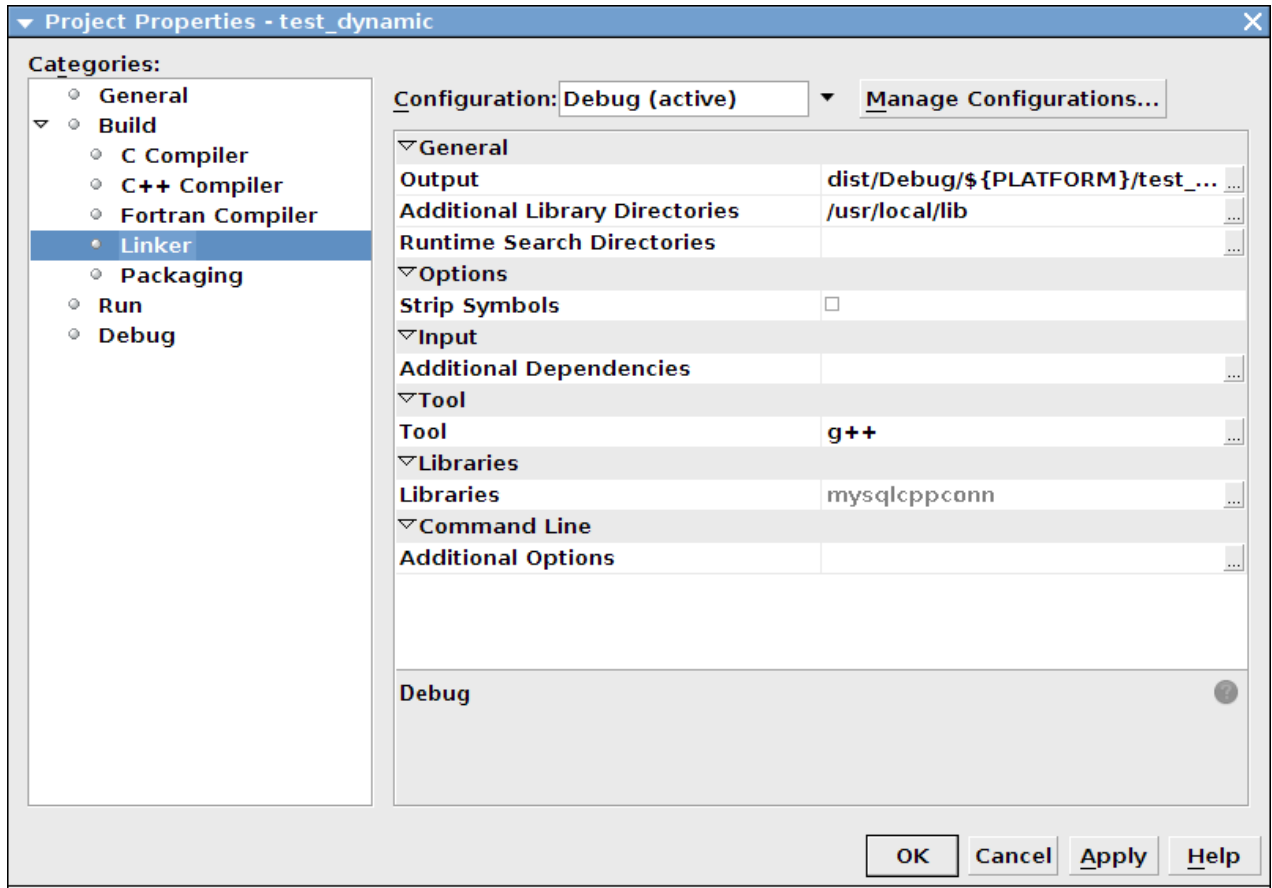 Project Properties - test_dynamic
Categories:
General
Build
C Compiler
C++ Compiler
Fortran Compiler
Linker
Packaging
Run
Debug
Configuration: Debug (active) Manage Configurations...
General
Output dist/Debug/${PLATFORM}/test_... ...
Additional Library Directories /usr/local/lib ...
Runtime Search Directories ...
Options
Strip Symbols
Input
Additional Dependencies ...
Tool
Tool g++ ...
Libraries
Libraries mysqlcppconn ...
Command Line
Additional Options ...
Debug ?
OK Cancel Apply Help